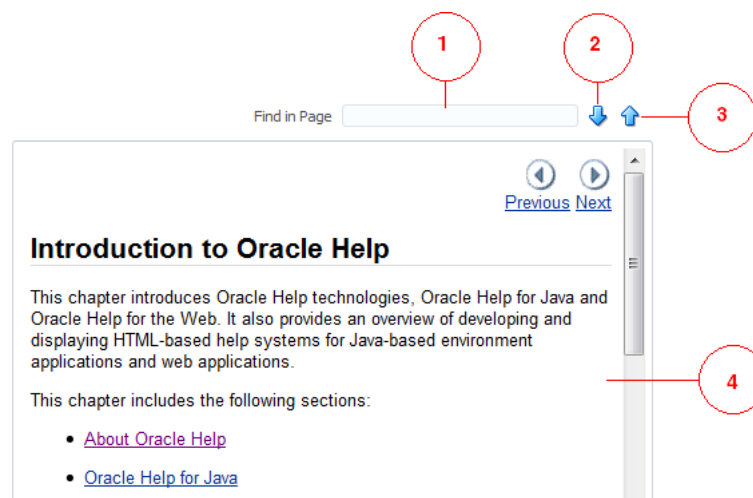 1
2
3
Find in Page
Previous Next
Introduction to Oracle Help
This chapter introduces Oracle Help technologies, Oracle Help for Java and
Oracle Help for the Web. It also provides an overview of developing and
displaying HTML-based help systems for Java-based environment
applications and web applications.
4
This chapter includes the following sections:
• About Oracle Help
• Oracle Help for Java